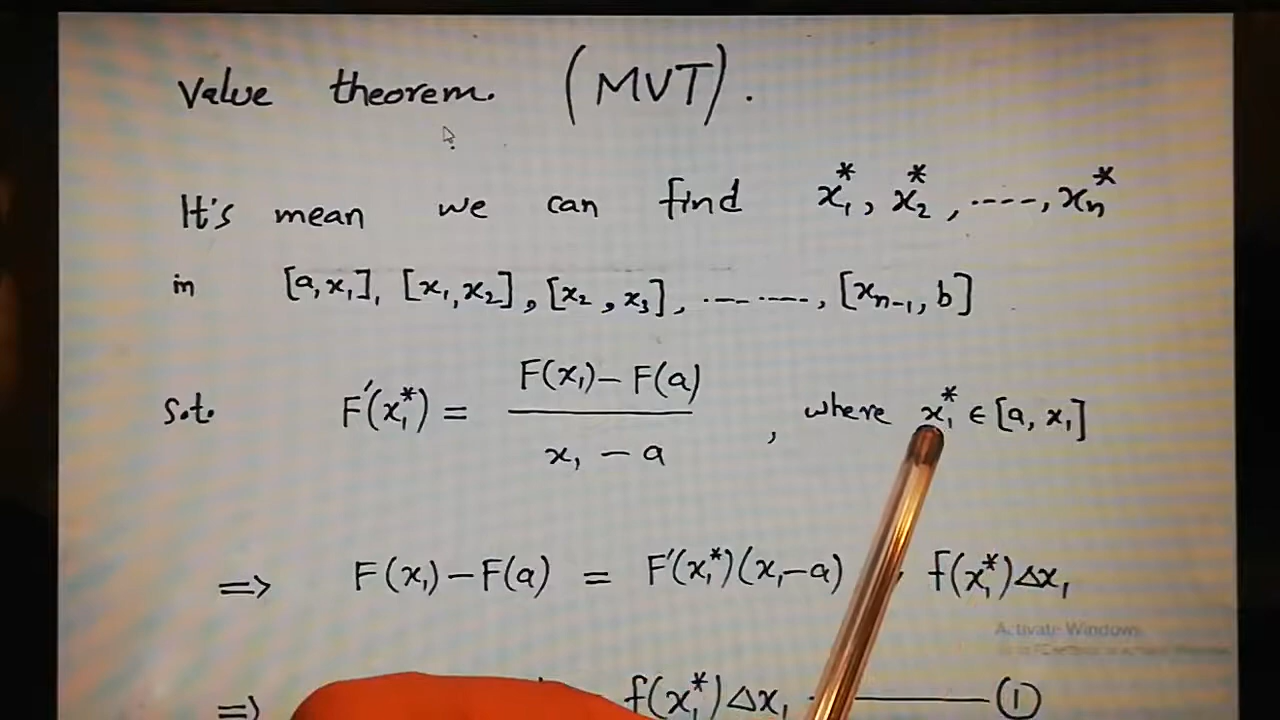 Value theorem. (MVT).
It's mean we can find x₁*, x₂*, ----, xₙ*
in [a,x₁], [x₁,x₂], [x₂,x₃], -------, [xₙ₋₁, b]
s.t. F'(x₁*) = F(x₁)-F(a) / x₁ - a , where x₁* ∈ [a, x₁]
=> F(x₁)-F(a) = F'(x₁*)(x₁-a) f(x₁*)Δx₁
Activate Windows
=> f(x₁*)Δx₁ ——— (1)